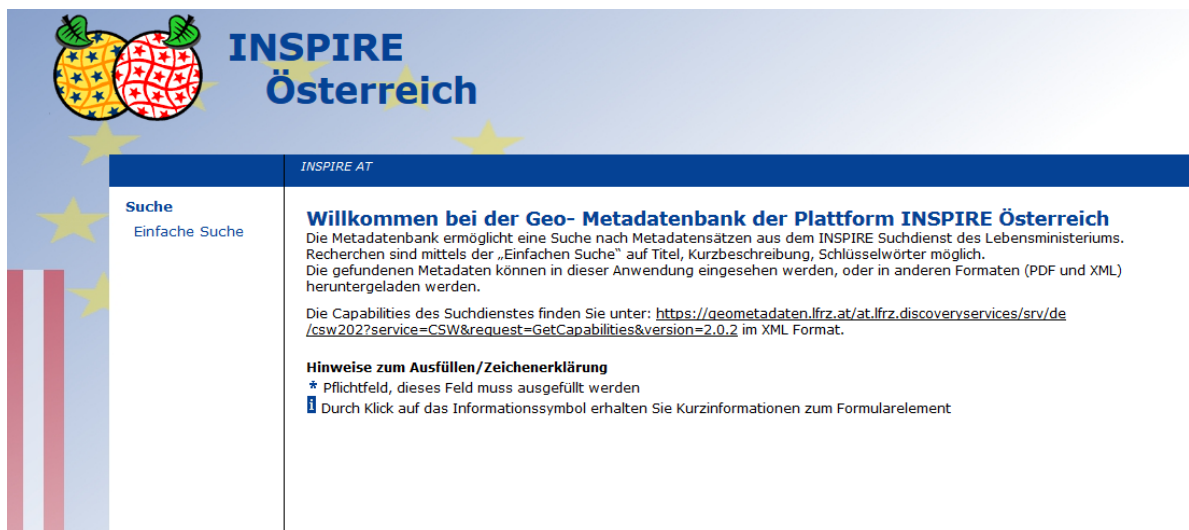 INSPIRE
Österreich
INSPIRE AT
Suche
Einfache Suche
Willkommen bei der Geo- Metadatenbank der Plattform INSPIRE Österreich
Die Metadatenbank ermöglicht eine Suche nach Metadatensätzen aus dem INSPIRE Suchdienst des Lebensministeriums.
Recherchen sind mittels der „Einfachen Suche“ auf Titel, Kurzbeschreibung, Schlüsselwörter möglich.
Die gefundenen Metadaten können in dieser Anwendung eingesehen werden, oder in anderen Formaten (PDF und XML)
heruntergeladen werden.
Die Capabilities des Suchdienstes finden Sie unter: https://geometadaten.lfrz.at/at.lfrz.discoveryservices/srv/de
/csw202?service=CSW&request=GetCapabilities&version=2.0.2 im XML Format.
Hinweise zum Ausfüllen/Zeichenerklärung
* Pflichtfeld, dieses Feld muss ausgefüllt werden
i Durch Klick auf das Informationssymbol erhalten Sie Kurzinformationen zum Formularelement